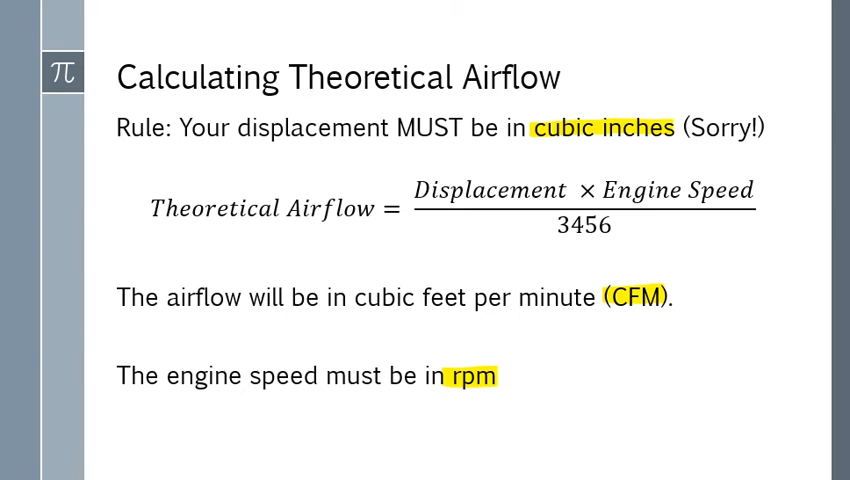 π
Calculating Theoretical Airflow
Rule: Your displacement MUST be in cubic inches (Sorry!)
Theoretical Airflow = Displacement × Engine Speed / 3456
The airflow will be in cubic feet per minute (CFM).
The engine speed must be in rpm